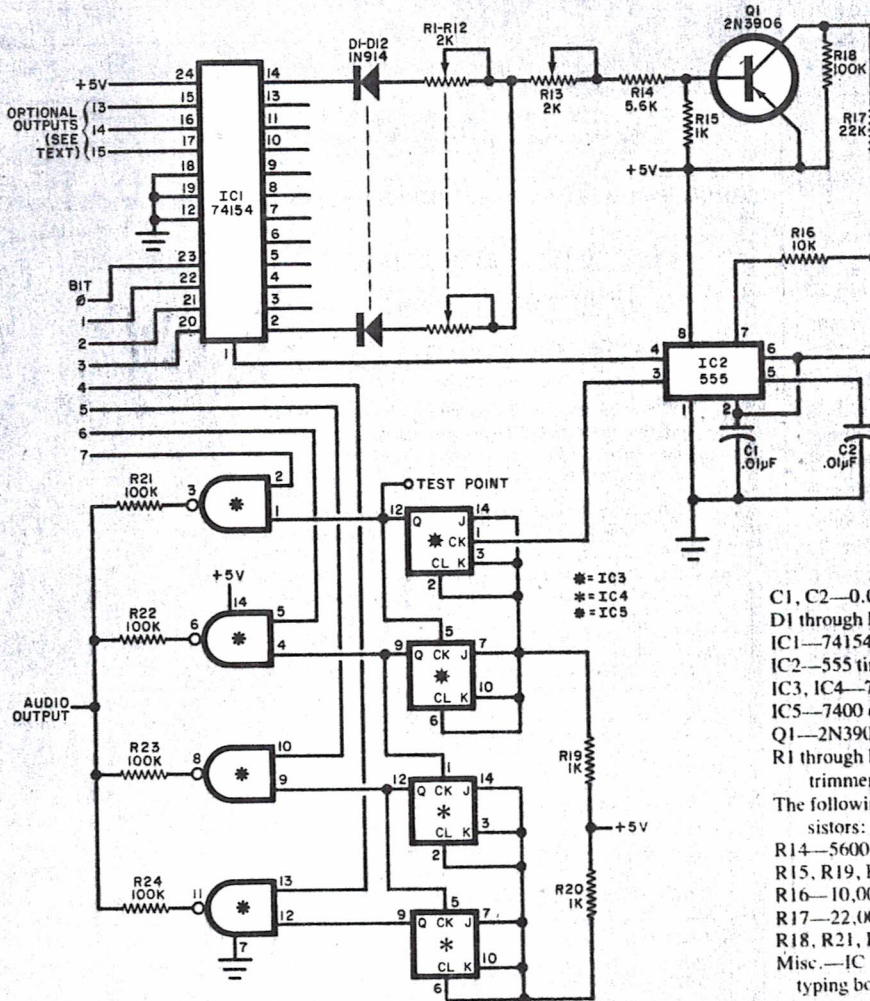 Q1
2N3906
R1-R12
2K
D1-D12
1N914
+5V
24
14
OPTIONAL
OUTPUTS
(SEE
TEXT)
13
14
15
15
16
17
18
19
12
IC1
74154
13
11
10
9
8
7
6
5
4
3
2
1
23
22
21
20
BIT
Ø
1
2
3
4
5
6
7
R13
2K
R14
5.6K
R15
1K
R18
100K
R17
22K
+5V
R16
10K
8
7
4
3
IC2
555
6
5
1
2
C1
.01µF
C2
.01µF
R21
100K
3
2
1
TEST POINT
12
Q
J
14
CK
1
CL
K
3
2
+5V
14
R22
100K
6
5
4
9
5
Q
CK
J
7
CL
K
10
6
✸= IC3
*= IC4
✸= IC5
AUDIO
OUTPUT
R23
100K
8
10
9
12
1
Q
CK
J
14
*
CL
K
3
2
R19
1K
+5V
R20
1K
R24
100K
11
13
12
7
9
5
Q
CK
J
7
*
CL
K
10
6
C1, C2—0.0
D1 through
IC1—74154
IC2—555 ti
IC3, IC4—7
IC5—7400
Q1—2N390
R1 through
trimmer
The followin
sistors:
R14—5600
R15, R19,
R16—10,00
R17—22,00
R18, R21,
Misc.—IC
typing bo